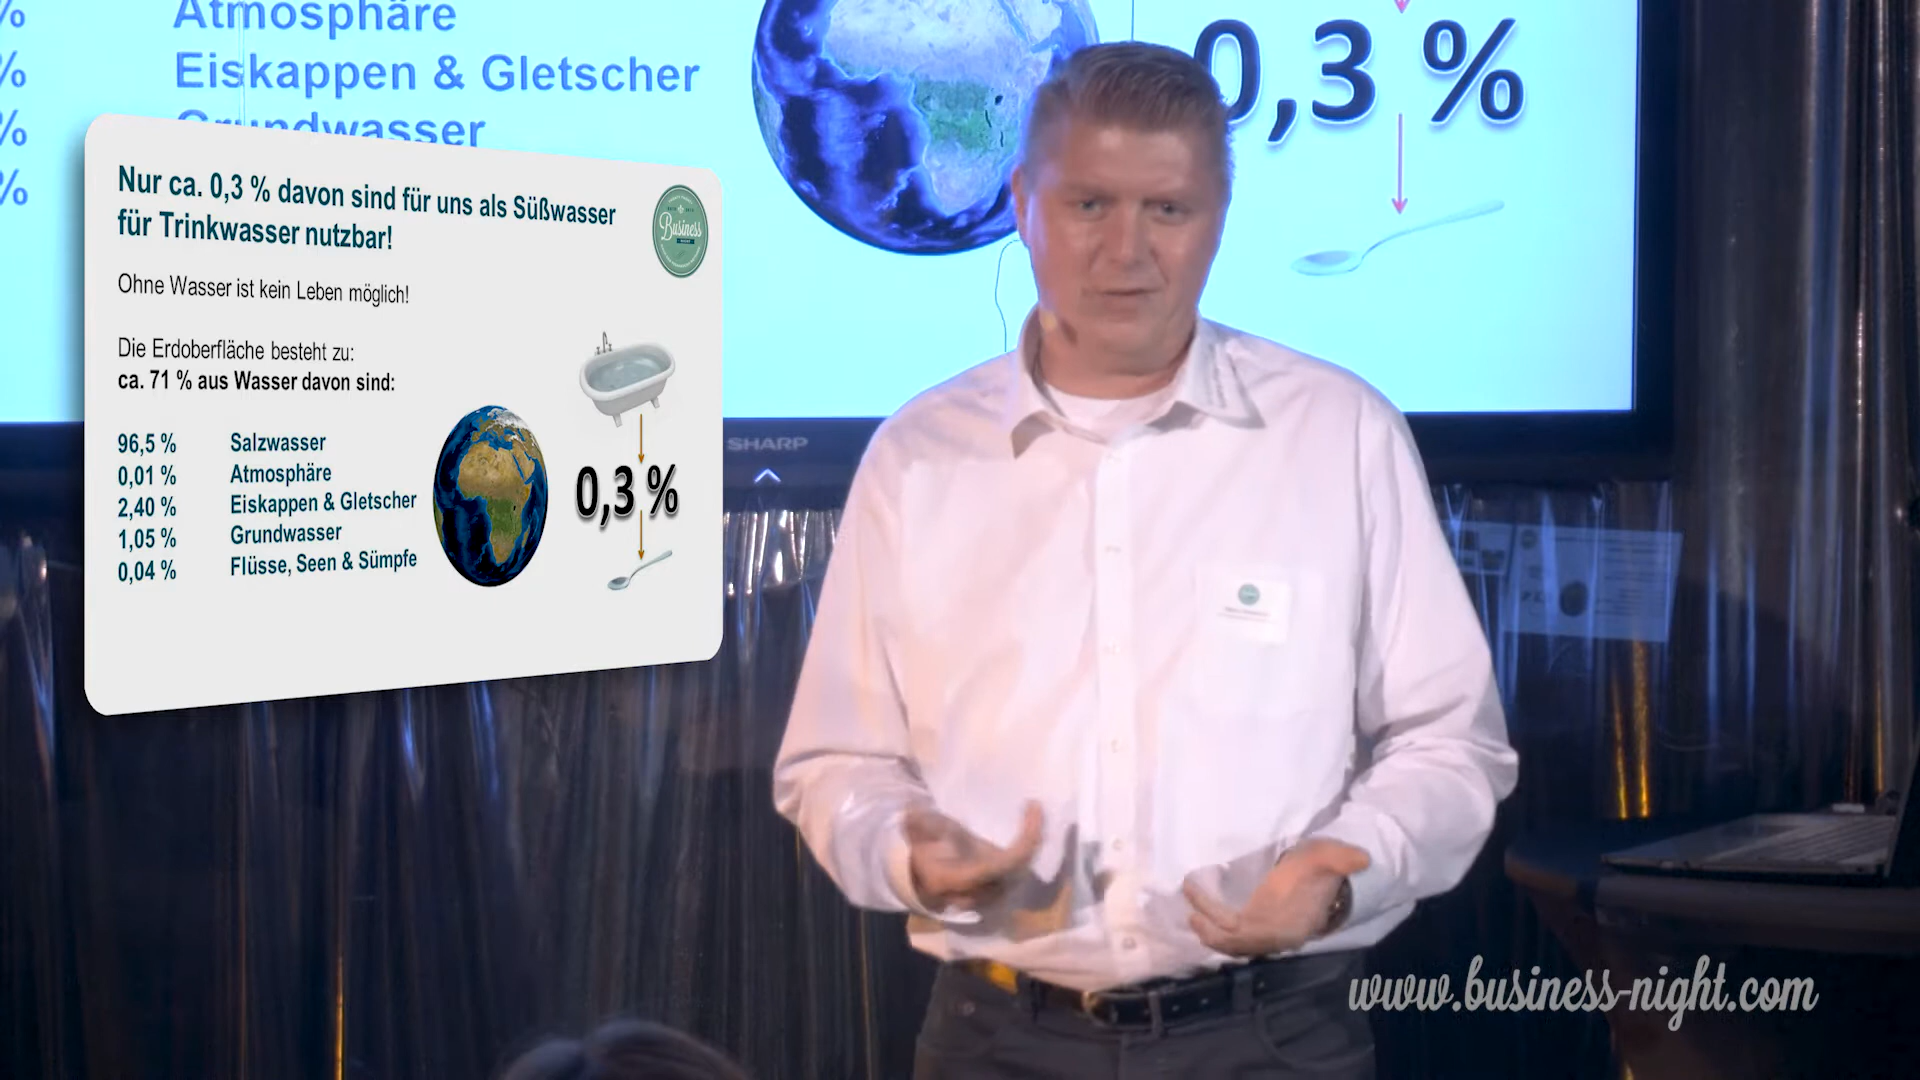 %
Atmosphäre
%
Eiskappen & Gletscher
%
Grundwasser
%
0,3 %
Nur ca. 0,3 % davon sind für uns als Süßwasser
für Trinkwasser nutzbar!
Business
Ohne Wasser ist kein Leben möglich!
Die Erdoberfläche besteht zu:
ca. 71 % aus Wasser davon sind:
96,5 % Salzwasser
0,01 % Atmosphäre
2,40 % Eiskappen & Gletscher
1,05 % Grundwasser
0,04 % Flüsse, Seen & Sümpfe
0,3 %
SHARP
www.business-night.com